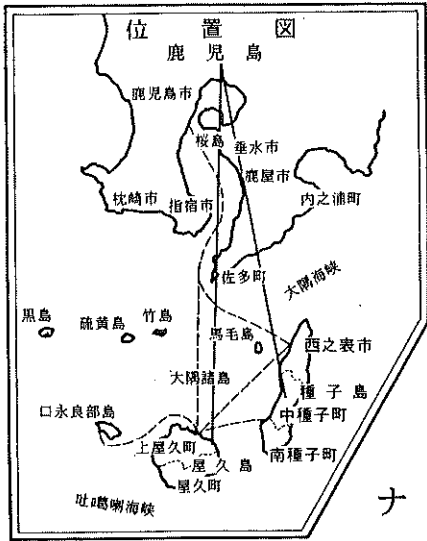 位置図
鹿児島
鹿児島市
桜島
垂水市
鹿屋市
枕崎市
指宿市
内之浦町
佐多町
大隅海峡
黒島
硫黄島
竹島
馬毛島
西之表市
大隅諸島
種子島
口永良部島
中種子町
上屋久町
南種子町
屋久島
屋久町
吐噶喇海峡
ナ